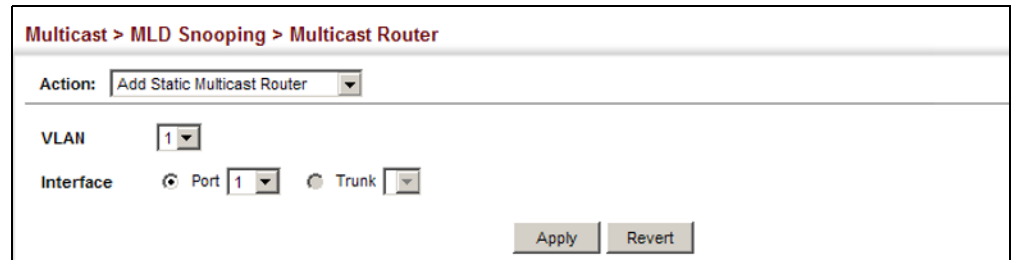 Multicast > MLD Snooping > Multicast Router
Action: Add Static Multicast Router
VLAN 1
Interface Port 1 Trunk
Apply Revert